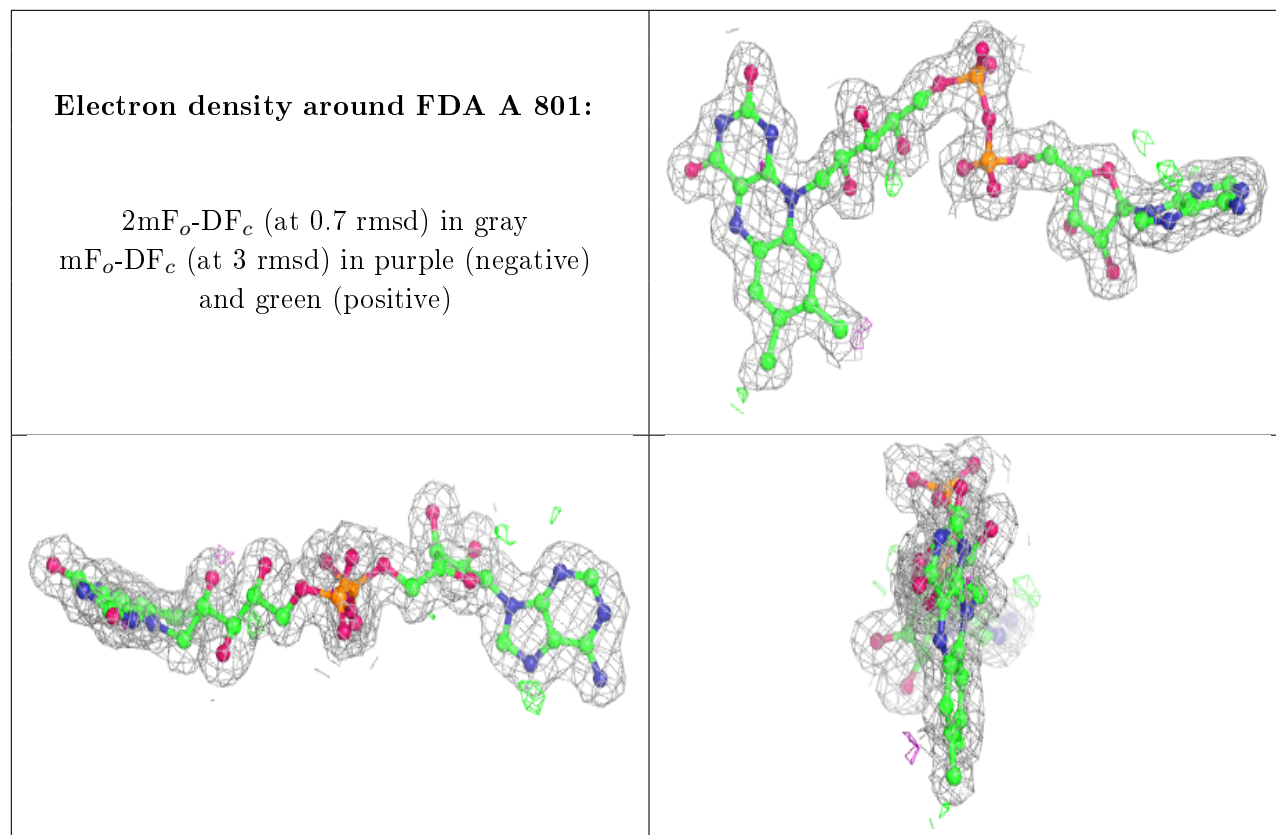 Electron density around FDA A 801:
2mFₒ-DF𝒸 (at 0.7 rmsd) in gray
mFₒ-DF𝒸 (at 3 rmsd) in purple (negative)
and green (positive)